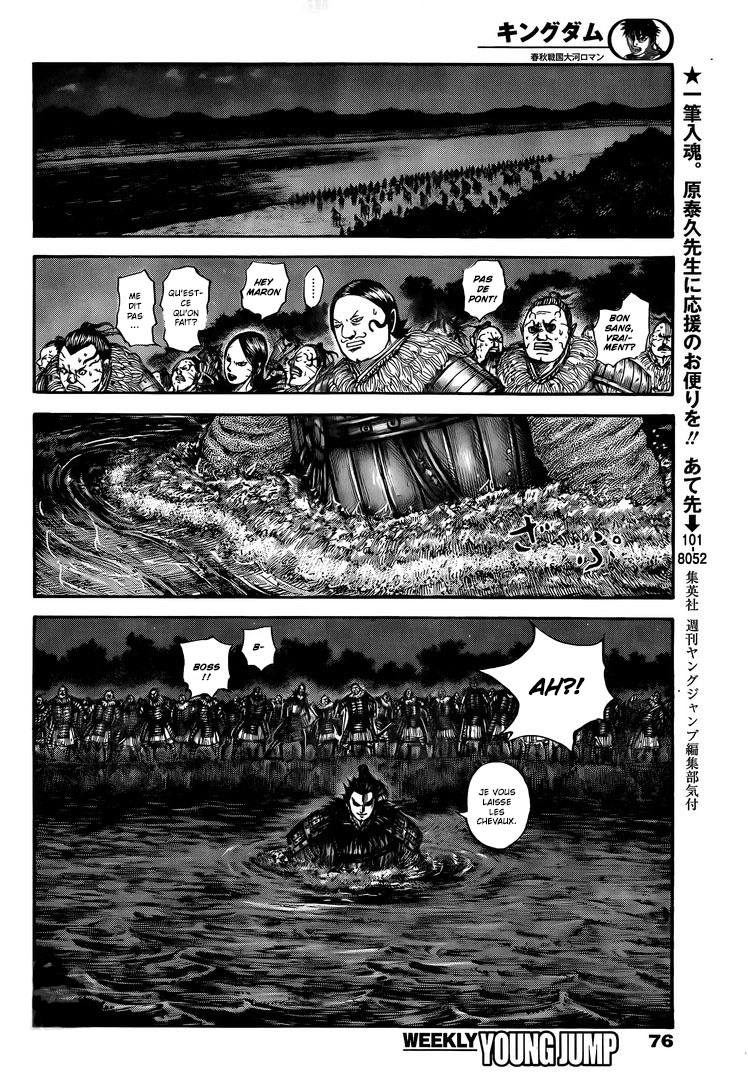 キングダム
春秋戦国大河ロマン
★一筆入魂。原泰久先生に応援のお便りを!! あて先➡101-8052 集英社 週刊ヤングジャンプ編集部気付
PAS
DE
PONT!
BON
SANG,
VRAI-
MENT?
......
HEY
MARON
QU'EST-
CE
QU'ON
FAIT?
ME
DIT
PAS
...
ざぶ
AH?!
B-
BOSS
!!
JE VOUS
LAISSE
LES
CHEVAUX.
WEEKLY YOUNG JUMP
76